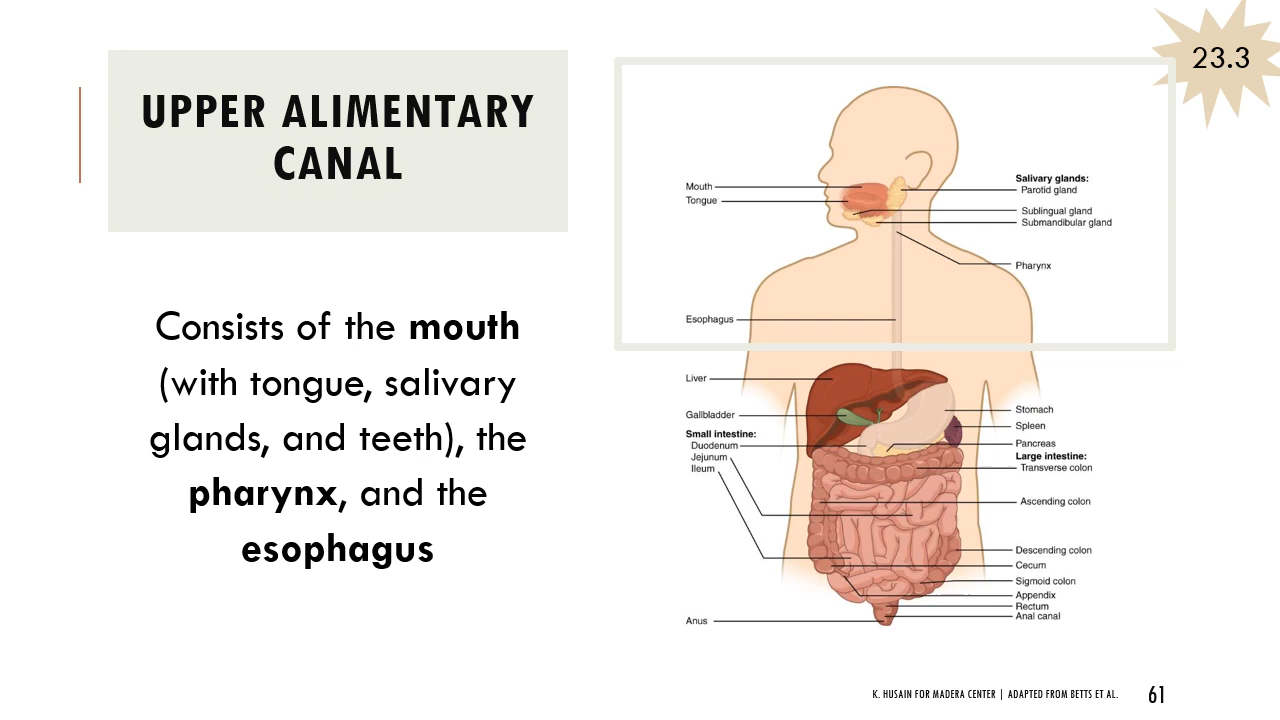 23.3
UPPER ALIMENTARY
CANAL
Consists of the mouth
(with tongue, salivary
glands, and teeth), the
pharynx, and the
esophagus
Mouth
Tongue
Esophagus
Liver
Gallbladder
Small intestine:
Duodenum
Jejunum
Ileum
Anus
Salivary glands:
Parotid gland
Sublingual gland
Submandibular gland
Pharynx
Stomach
Spleen
Pancreas
Large intestine:
Transverse colon
Ascending colon
Descending colon
Cecum
Sigmoid colon
Appendix
Rectum
Anal canal
K. HUSAIN FOR MADERA CENTER | ADAPTED FROM BETTS ET AL.
61